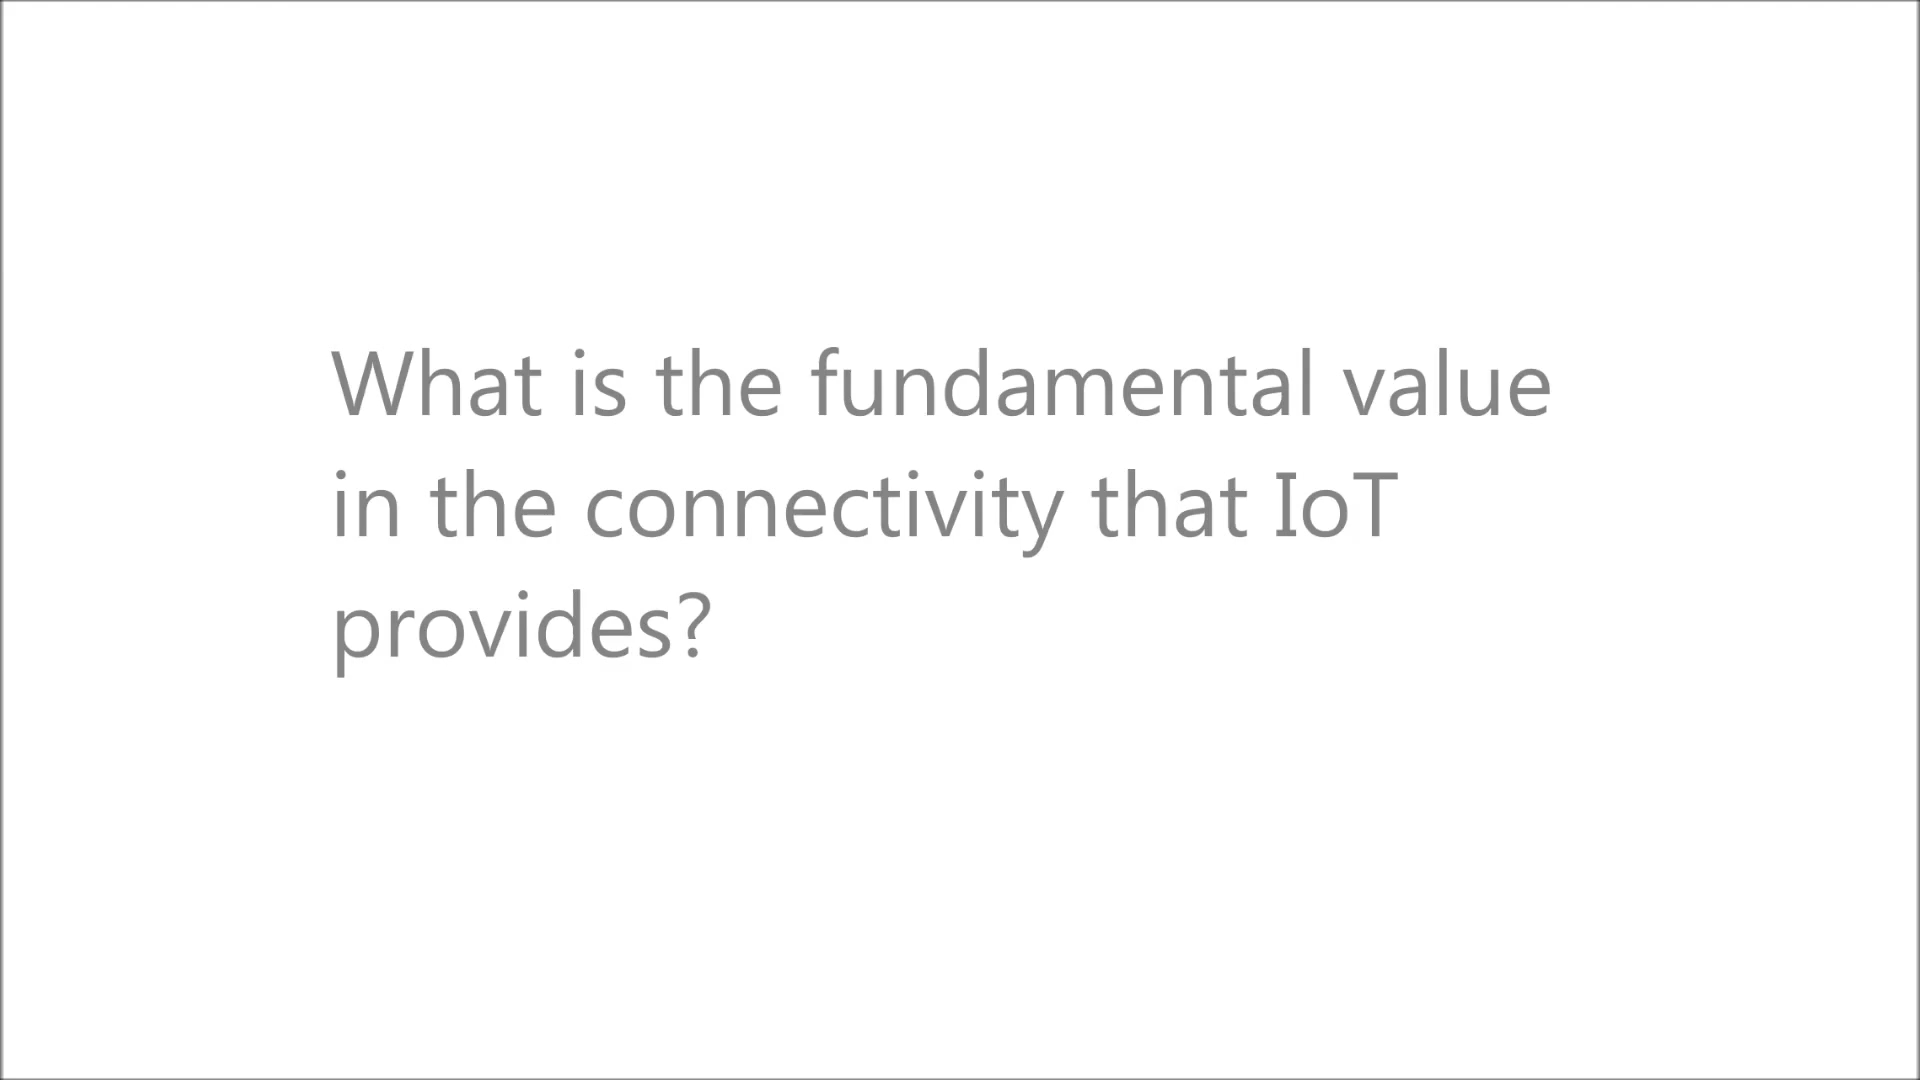 What is the fundamental value
in the connectivity that IoT
provides?